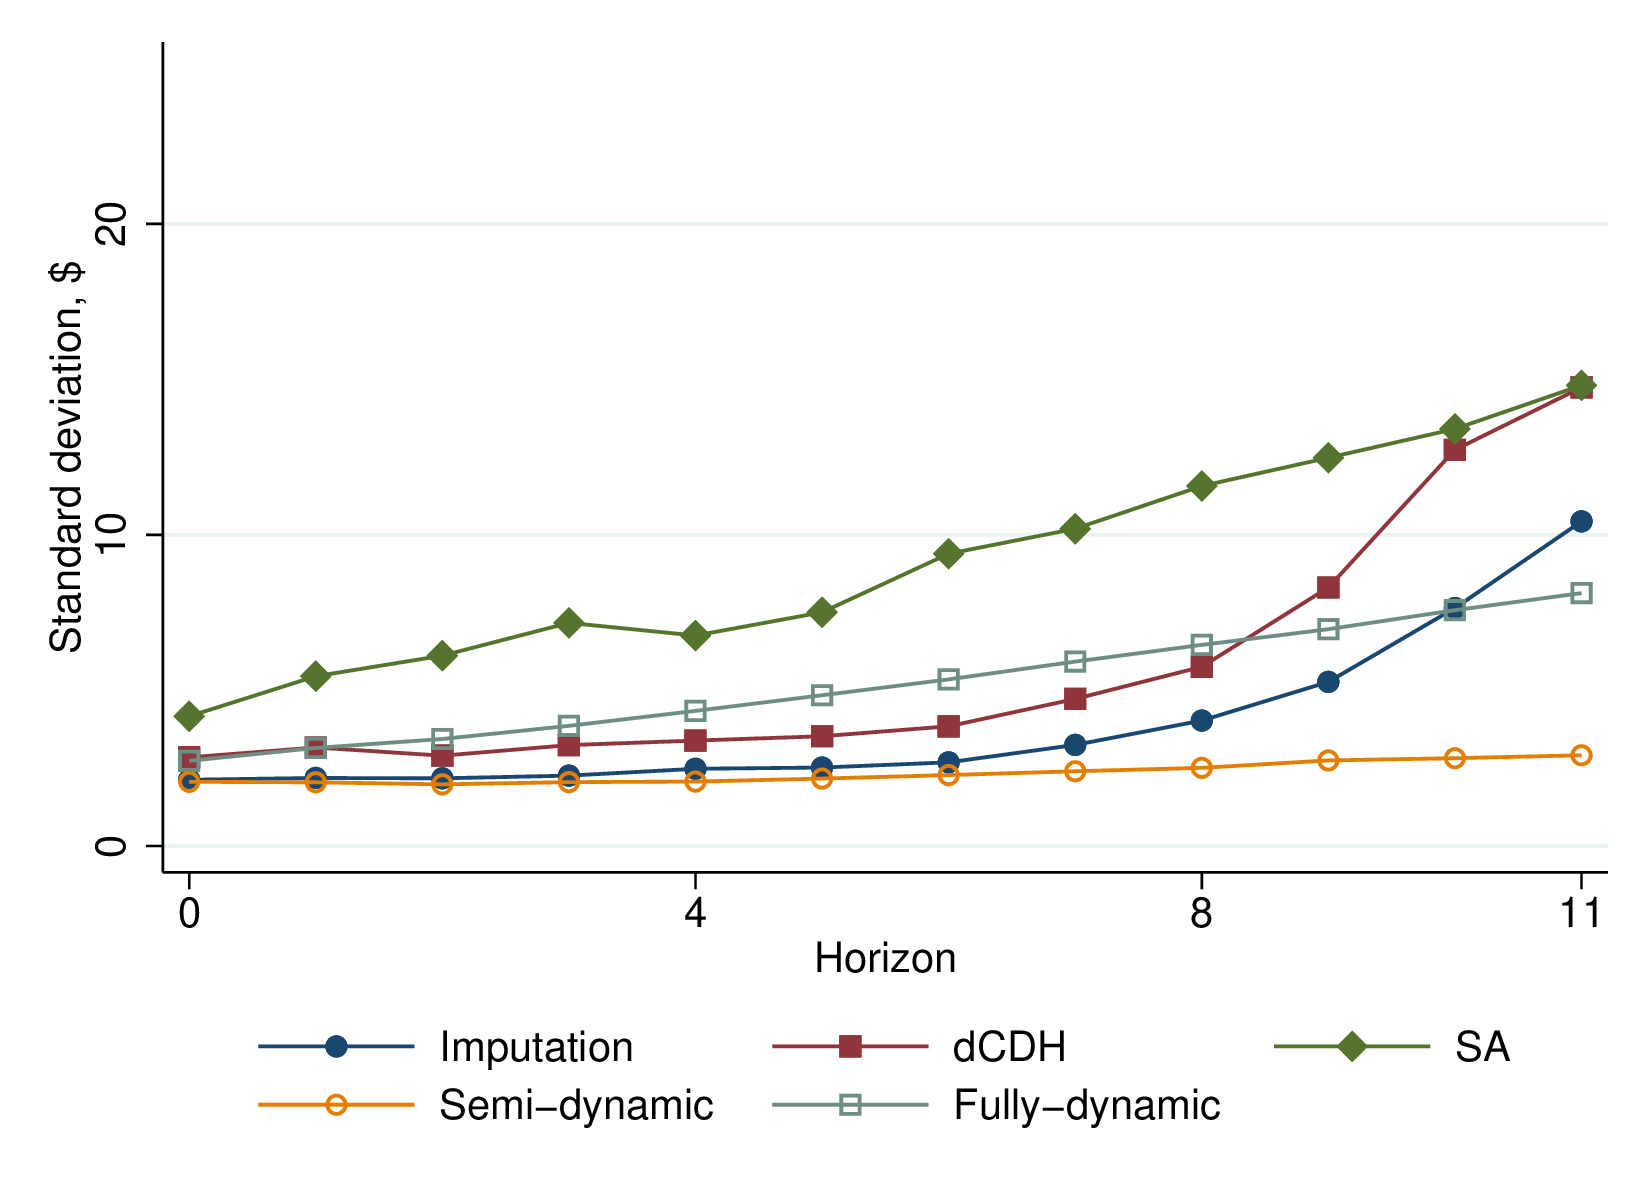 Standard deviation, $
20
10
0
0 4 8 11
Horizon
Imputation dCDH SA
Semi−dynamic Fully−dynamic